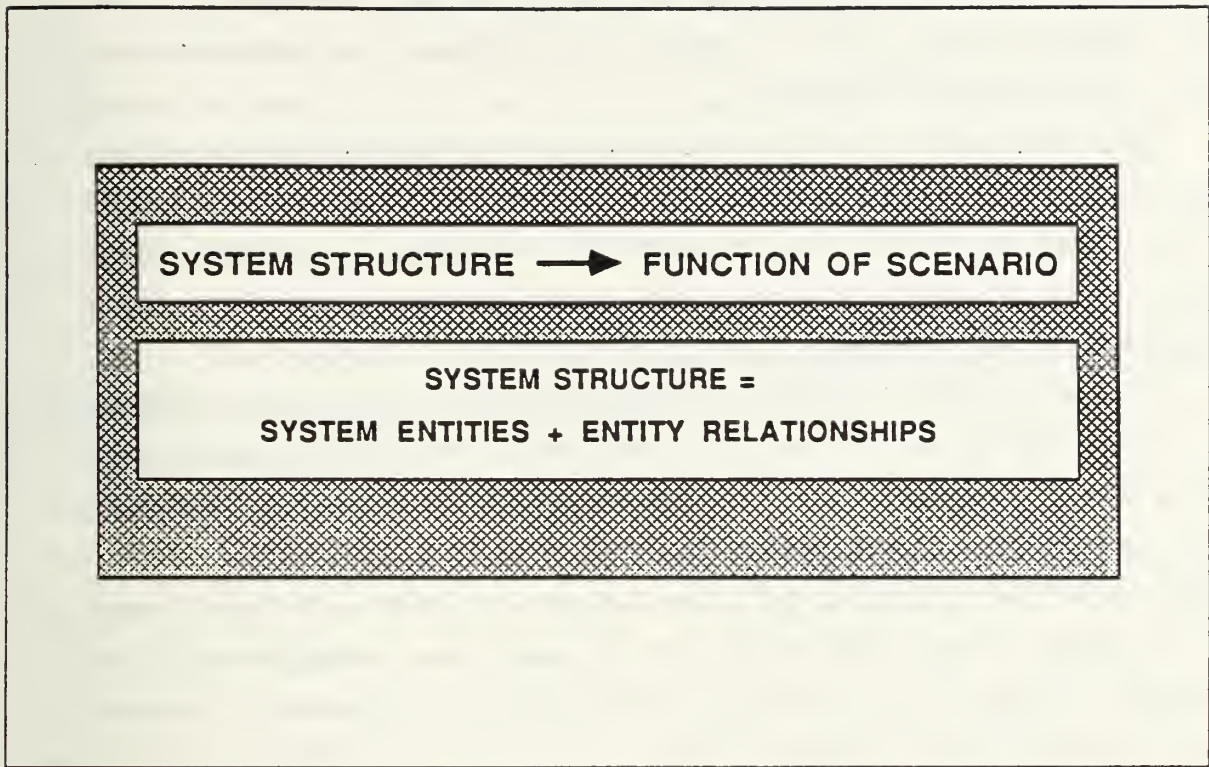 SYSTEM STRUCTURE → FUNCTION OF SCENARIO
SYSTEM STRUCTURE =
SYSTEM ENTITIES + ENTITY RELATIONSHIPS